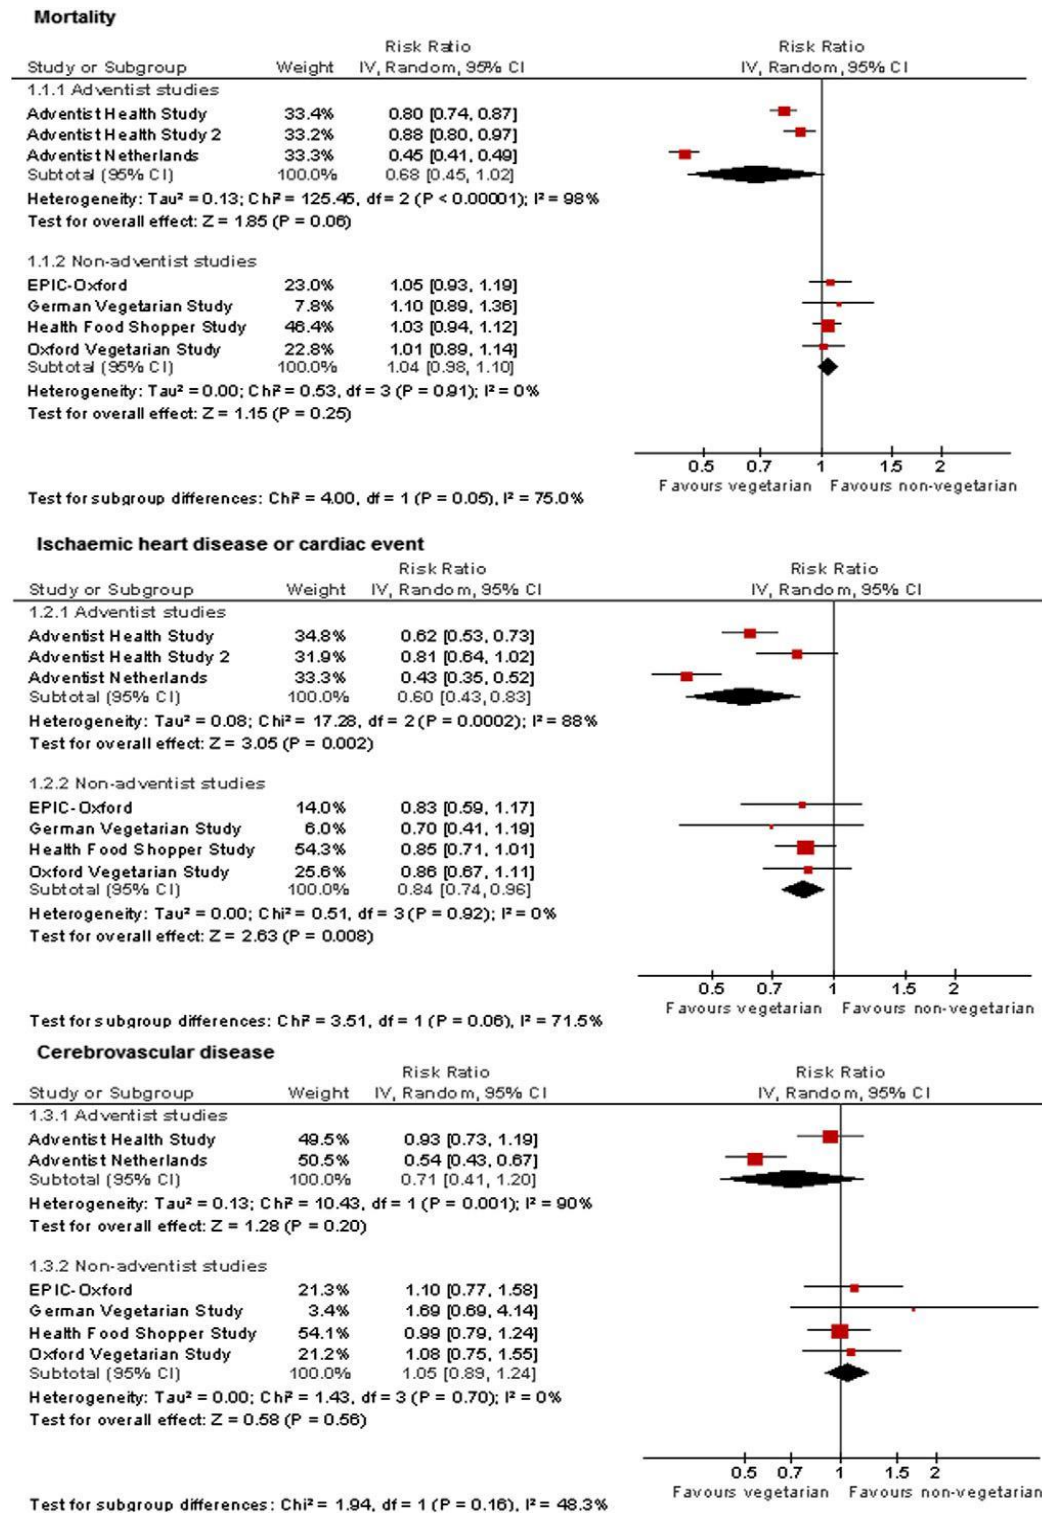 Mortality
Risk Ratio Risk Ratio
Study or Subgroup Weight IV, Random, 95% CI IV, Random, 95% CI
1.1.1 Adventist studies
Adventist Health Study 33.4% 0.80 [0.74, 0.87]
Adventist Health Study 2 33.2% 0.88 [0.80, 0.97]
Adventist Netherlands 33.3% 0.45 [0.41, 0.49]
Subtotal (95% CI) 100.0% 0.68 [0.45, 1.02]
Heterogeneity: Tau² = 0.13; Chi² = 125.45, df = 2 (P < 0.00001); I² = 98%
Test for overall effect: Z = 1.85 (P = 0.06)
1.1.2 Non-adventist studies
EPIC-Oxford 23.0% 1.05 [0.93, 1.19]
German Vegetarian Study 7.8% 1.10 [0.89, 1.36]
Health Food Shopper Study 46.4% 1.03 [0.94, 1.12]
Oxford Vegetarian Study 22.8% 1.01 [0.89, 1.14]
Subtotal (95% CI) 100.0% 1.04 [0.98, 1.10]
Heterogeneity: Tau² = 0.00; Chi² = 0.53, df = 3 (P = 0.91); I² = 0%
Test for overall effect: Z = 1.15 (P = 0.25)
0.5 0.7 1 1.5 2
Favours vegetarian Favours non-vegetarian
Test for subgroup differences: Chi² = 4.00, df = 1 (P = 0.05), I² = 75.0%
Ischaemic heart disease or cardiac event
Risk Ratio Risk Ratio
Study or Subgroup Weight IV, Random, 95% CI IV, Random, 95% CI
1.2.1 Adventist studies
Adventist Health Study 34.8% 0.62 [0.53, 0.73]
Adventist Health Study 2 31.9% 0.81 [0.64, 1.02]
Adventist Netherlands 33.3% 0.43 [0.35, 0.52]
Subtotal (95% CI) 100.0% 0.60 [0.43, 0.83]
Heterogeneity: Tau² = 0.08; Chi² = 17.28, df = 2 (P = 0.0002); I² = 88%
Test for overall effect: Z = 3.05 (P = 0.002)
1.2.2 Non-adventist studies
EPIC-Oxford 14.0% 0.83 [0.59, 1.17]
German Vegetarian Study 6.0% 0.70 [0.41, 1.19]
Health Food Shopper Study 54.3% 0.85 [0.71, 1.01]
Oxford Vegetarian Study 25.6% 0.86 [0.67, 1.11]
Subtotal (95% CI) 100.0% 0.84 [0.74, 0.96]
Heterogeneity: Tau² = 0.00; Chi² = 0.51, df = 3 (P = 0.92); I² = 0%
Test for overall effect: Z = 2.63 (P = 0.008)
0.5 0.7 1 1.5 2
Favours vegetarian Favours non-vegetarian
Test for subgroup differences: Chi² = 3.51, df = 1 (P = 0.06), I² = 71.5%
Cerebrovascular disease
Risk Ratio Risk Ratio
Study or Subgroup Weight IV, Random, 95% CI IV, Random, 95% CI
1.3.1 Adventist studies
Adventist Health Study 49.5% 0.93 [0.73, 1.19]
Adventist Netherlands 50.5% 0.54 [0.43, 0.67]
Subtotal (95% CI) 100.0% 0.71 [0.41, 1.20]
Heterogeneity: Tau² = 0.13; Chi² = 10.43, df = 1 (P = 0.001); I² = 90%
Test for overall effect: Z = 1.28 (P = 0.20)
1.3.2 Non-adventist studies
EPIC-Oxford 21.3% 1.10 [0.77, 1.58]
German Vegetarian Study 3.4% 1.69 [0.69, 4.14]
Health Food Shopper Study 54.1% 0.99 [0.79, 1.24]
Oxford Vegetarian Study 21.2% 1.08 [0.75, 1.55]
Subtotal (95% CI) 100.0% 1.05 [0.89, 1.24]
Heterogeneity: Tau² = 0.00; Chi² = 1.43, df = 3 (P = 0.70); I² = 0%
Test for overall effect: Z = 0.58 (P = 0.56)
0.5 0.7 1 1.5 2
Favours vegetarian Favours non-vegetarian
Test for subgroup differences: Chi² = 1.94, df = 1 (P = 0.16), I² = 48.3%